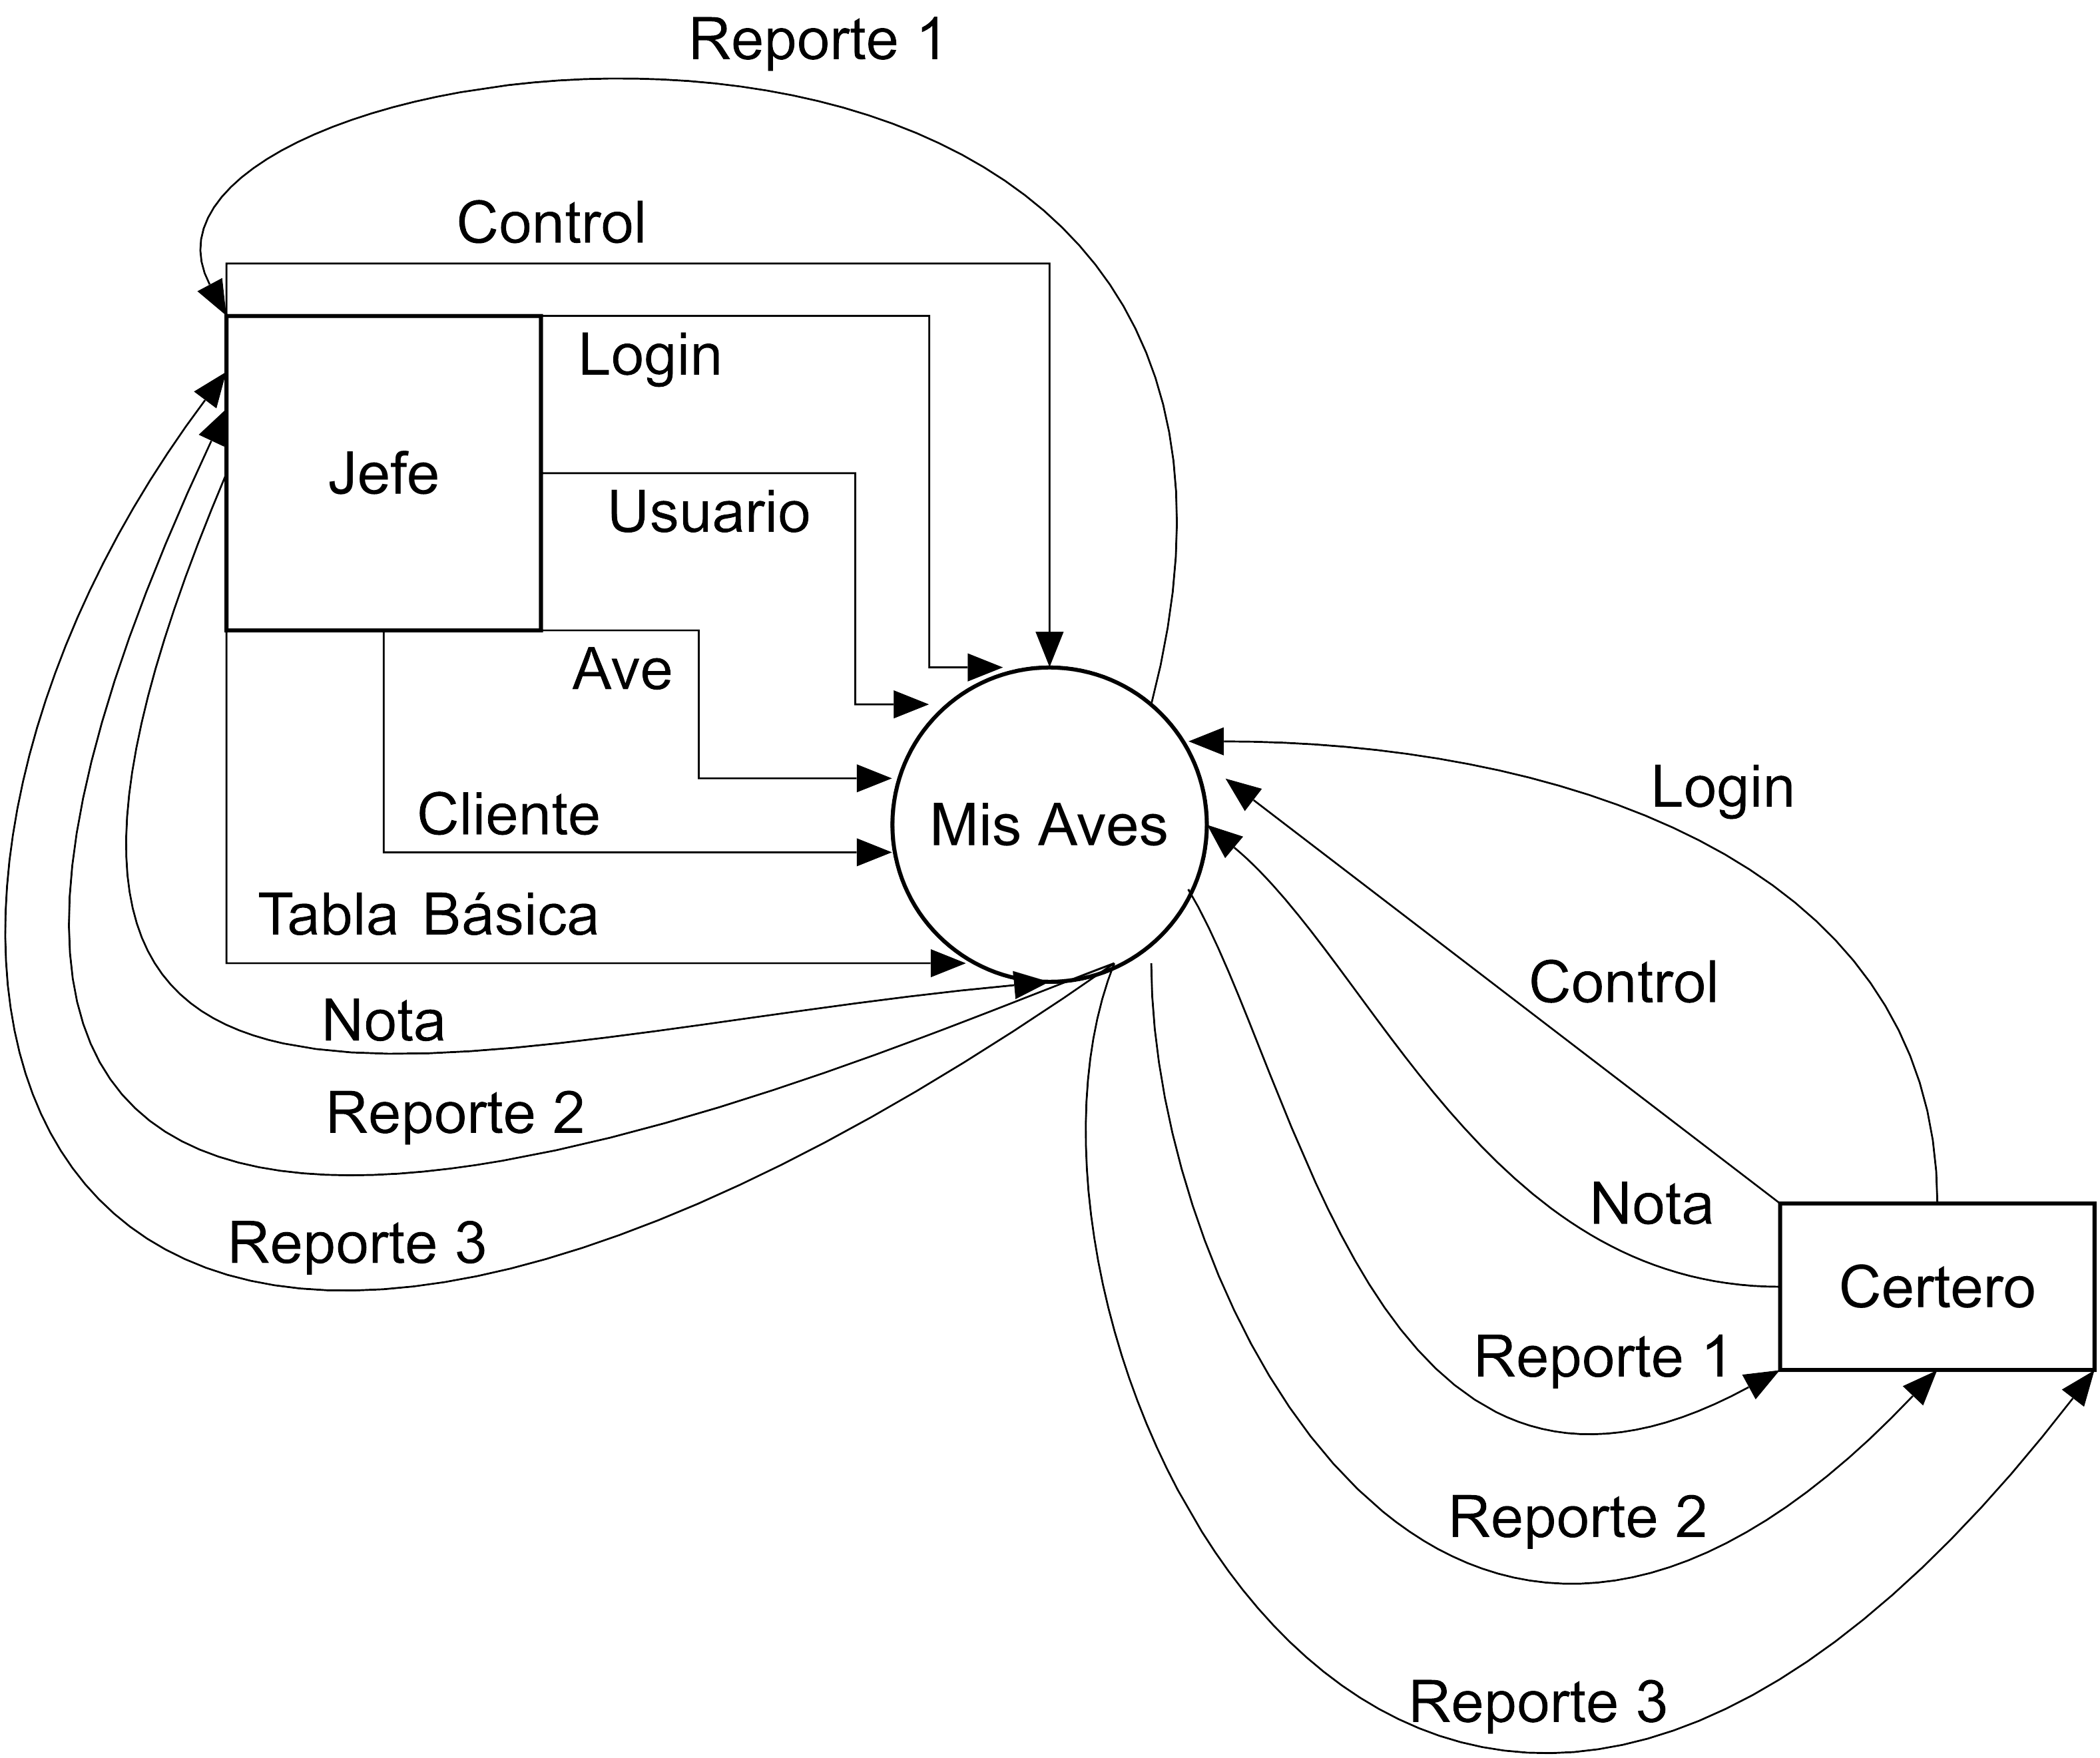 Reporte 1
Control
Login
Jefe
Usuario
Ave
Cliente
Mis Aves
Login
Tabla Básica
Control
Nota
Reporte 2
Nota
Reporte 3
Certero
Reporte 1
Reporte 2
Reporte 3